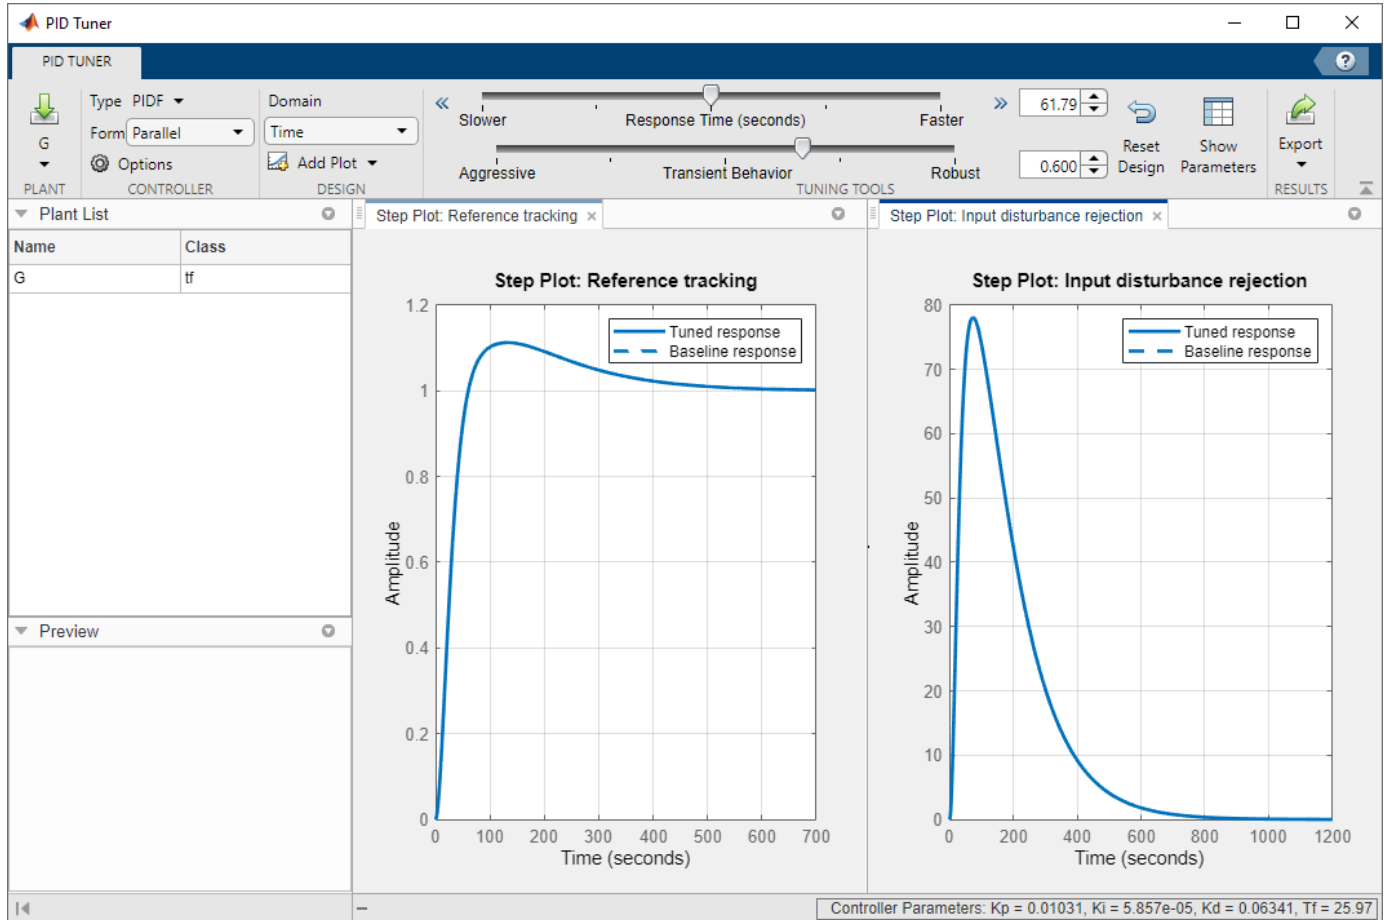 PID Tuner
PID TUNER
G
PLANT
Type PIDF
Form Parallel
Options
CONTROLLER
Domain
Time
Add Plot
DESIGN
Slower Response Time (seconds) Faster
61.79
Aggressive Transient Behavior Robust
0.600
TUNING TOOLS
Reset
Design
Show
Parameters
Export
RESULTS
Plant List
Name Class
G tf
Preview
Step Plot: Reference tracking
Step Plot: Reference tracking
Tuned response
Baseline response
1.2
1
0.8
0.6
0.4
0.2
0
Amplitude
0 100 200 300 400 500 600 700
Time (seconds)
Step Plot: Input disturbance rejection
Step Plot: Input disturbance rejection
Tuned response
Baseline response
80
70
60
50
40
30
20
10
0
Amplitude
0 200 400 600 800 1000 1200
Time (seconds)
Controller Parameters: Kp = 0.01031, Ki = 5.857e-05, Kd = 0.06341, Tf = 25.97